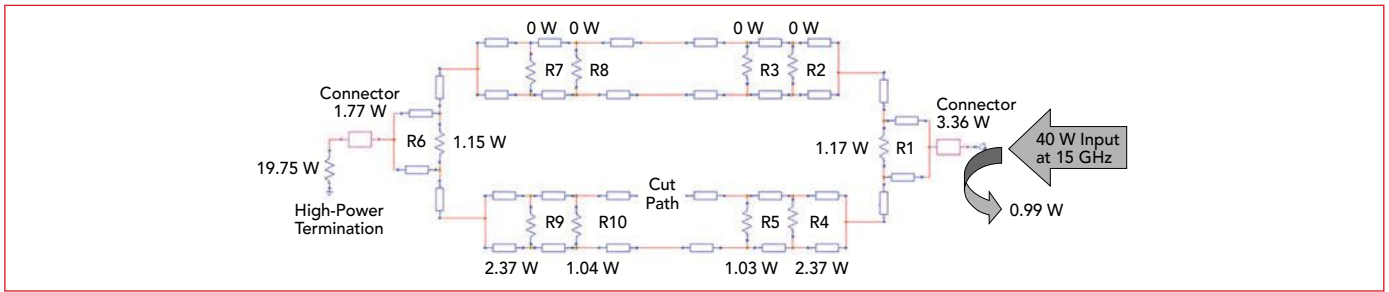 0 W 0 W 0 W 0 W
R7 R8 R3 R2
Connector
1.77 W
Connector
3.36 W
R6 1.15 W 1.17 W R1
40 W Input
at 15 GHz
19.75 W
High-Power
Termination
Cut
Path
0.99 W
R9 R10 R5 R4
2.37 W 1.04 W 1.03 W 2.37 W